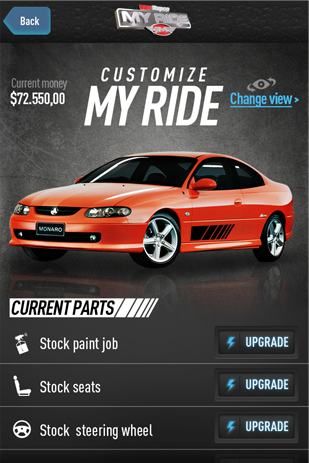 Back
MY RIDE
Current money
$72.550,00
CUSTOMIZE
MY RIDE
Change view >
MONARO
CURRENT PARTS
Stock paint job
UPGRADE
Stock seats
UPGRADE
Stock steering wheel
UPGRADE